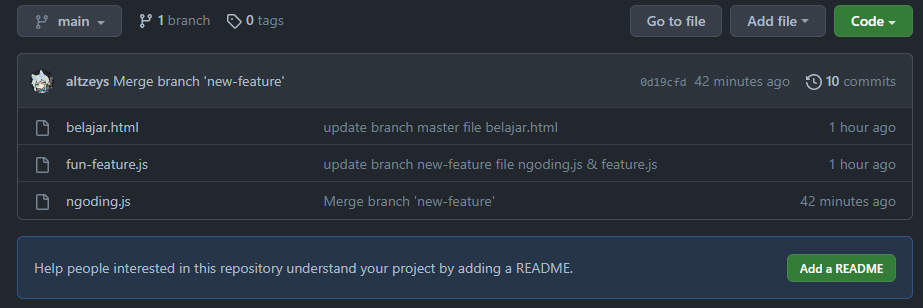 main 1 branch 0 tags Go to file Add file Code
altzeys Merge branch 'new-feature' 0d19cfd 42 minutes ago 10 commits
belajar.html update branch master file belajar.html 1 hour ago
fun-feature.js update branch new-feature file ngoding.js & feature.js 1 hour ago
ngoding.js Merge branch 'new-feature' 42 minutes ago
Help people interested in this repository understand your project by adding a README. Add a README